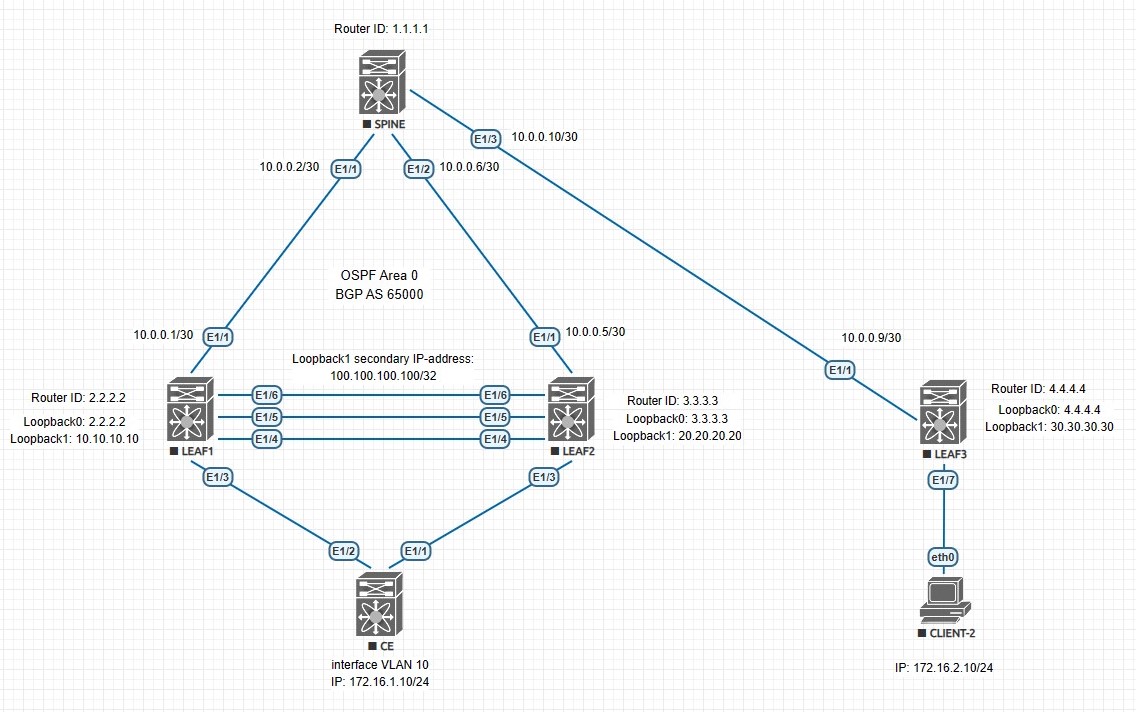 Router ID: 1.1.1.1
SPINE
E1/3
10.0.0.10/30
10.0.0.2/30
E1/1
E1/2
10.0.0.6/30
OSPF Area 0
BGP AS 65000
10.0.0.1/30
E1/1
E1/1
10.0.0.5/30
10.0.0.9/30
E1/1
Loopback1 secondary IP-address:
100.100.100.100/32
E1/6
E1/6
E1/5
E1/5
E1/4
E1/4
Router ID: 2.2.2.2
Loopback0: 2.2.2.2
Loopback1: 10.10.10.10
LEAF1
Router ID: 3.3.3.3
Loopback0: 3.3.3.3
Loopback1: 20.20.20.20
LEAF2
Router ID: 4.4.4.4
Loopback0: 4.4.4.4
Loopback1: 30.30.30.30
LEAF3
E1/3
E1/3
E1/7
E1/2
E1/1
eth0
CE
interface VLAN 10
IP: 172.16.1.10/24
CLIENT-2
IP: 172.16.2.10/24